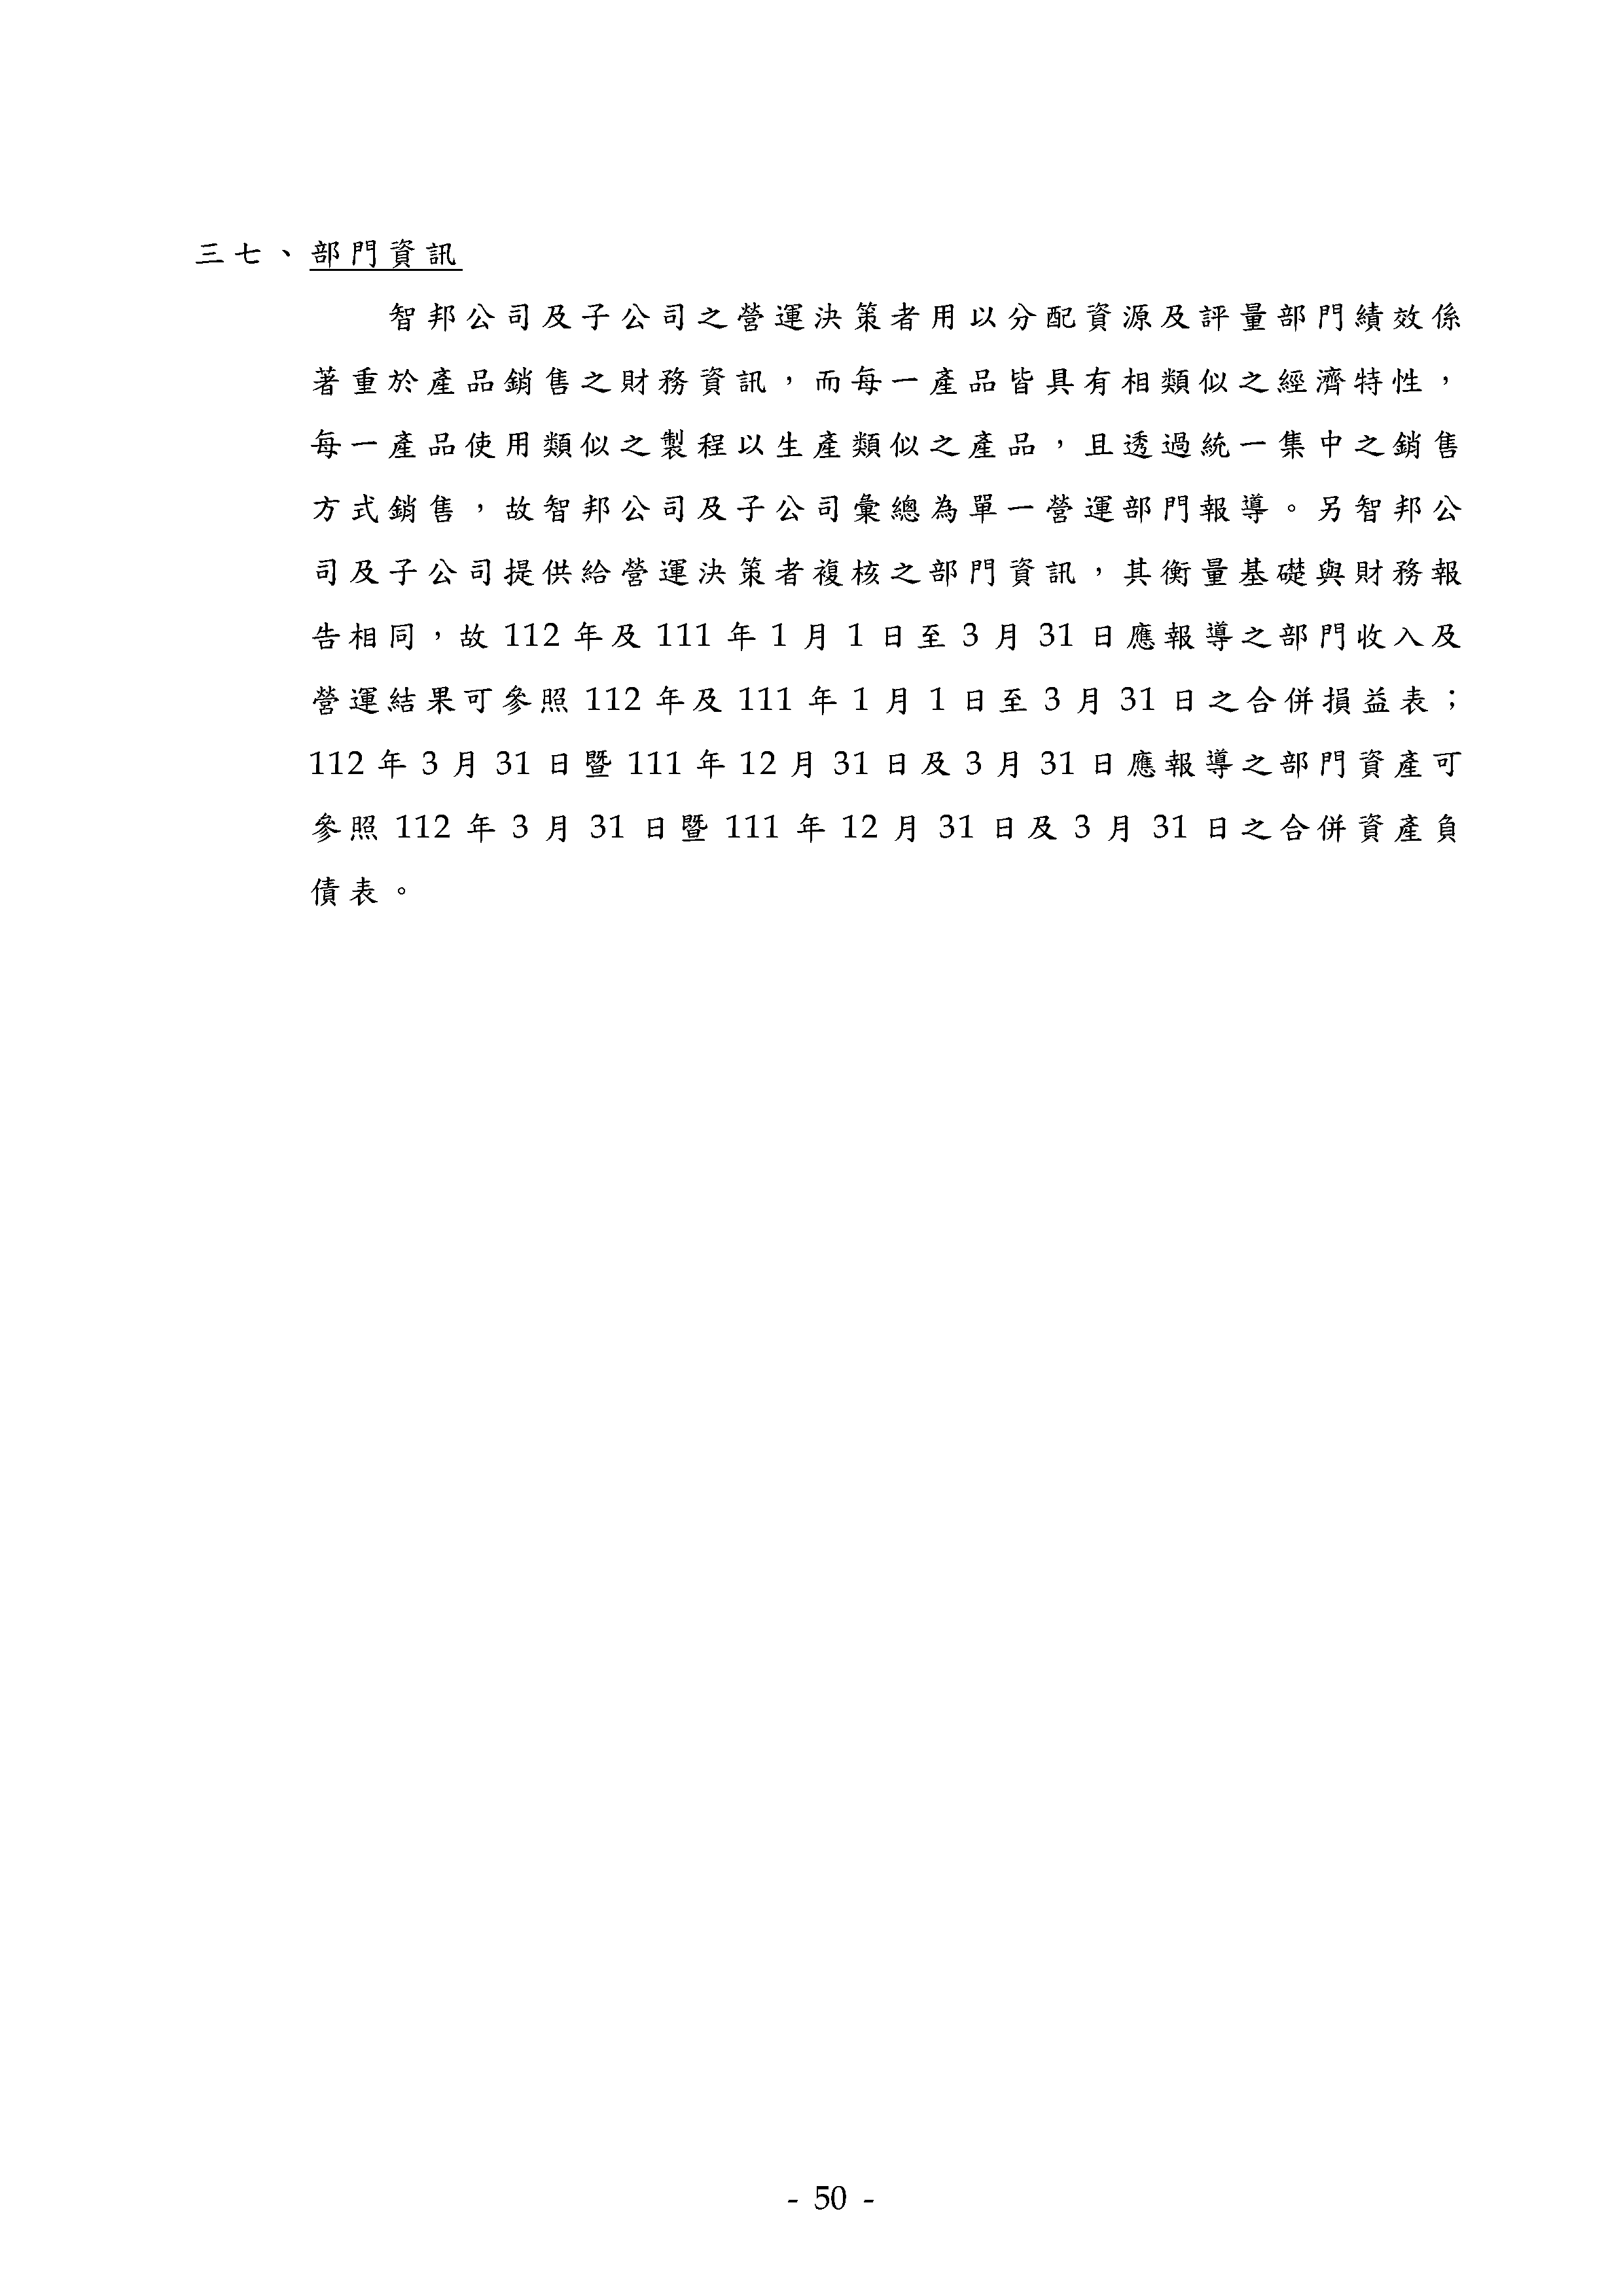 三七、部門資訊
智邦公司及子公司之營運決策者用以分配資源及評量部門績效係
著重於產品銷售之財務資訊，而每一產品皆具有相類似之經濟特性，
每一產品使用類似之製程以生產類似之產品，且透過統一集中之銷售
方式銷售，故智邦公司及子公司彙總為單一營運部門報導。另智邦公
司及子公司提供給營運決策者複核之部門資訊，其衡量基礎與財務報
告相同，故 112 年及 111 年 1 月 1 日至 3 月 31 日應報導之部門收入及
營運結果可參照 112 年及 111 年 1 月 1 日至 3 月 31 日之合併損益表；
112 年 3 月 31 日暨 111 年 12 月 31 日及 3 月 31 日應報導之部門資產可
參照 112 年 3 月 31 日暨 111 年 12 月 31 日及 3 月 31 日之合併資產負
債表。
- 50 -